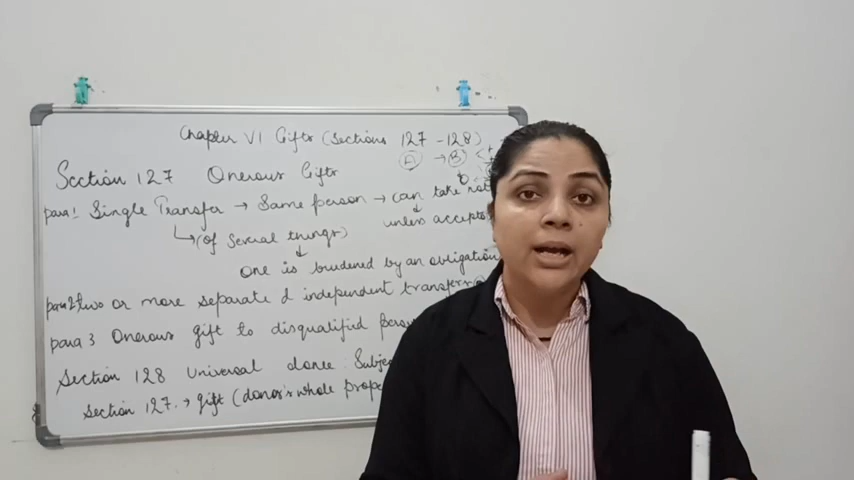 Chapter VI Gifts (Sections 127-128)
(A) → (B)
Section 127 Onerous Gifts
para 1 Single Transfer → Same person → can take not
(of several things) unless accepts
One is burdened by an obligation
para 2 two or more separate & independent transfers
para 3 Onerous gift to disqualified
Section 128 Universal donee :
Section 127 → gift (donor's whole